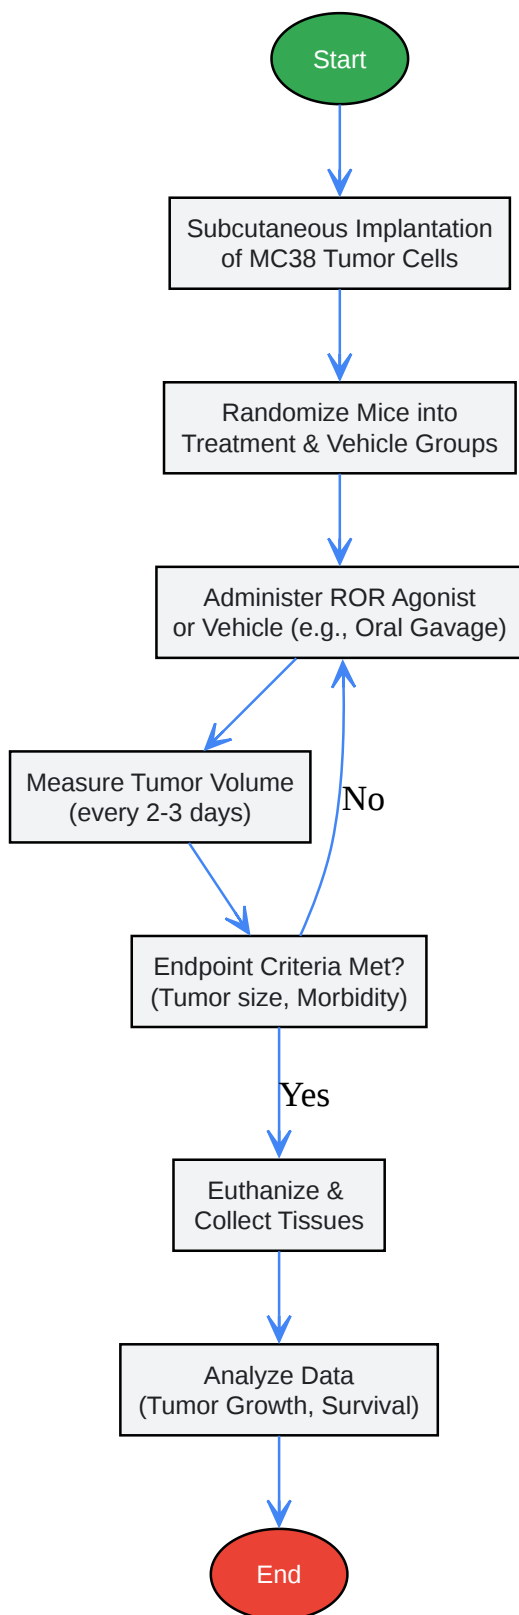 Start
Subcutaneous Implantation
of MC38 Tumor Cells
Randomize Mice into
Treatment & Vehicle Groups
Administer ROR Agonist
or Vehicle (e.g., Oral Gavage)
Measure Tumor Volume
(every 2-3 days)
No
Endpoint Criteria Met?
(Tumor size, Morbidity)
Yes
Euthanize &
Collect Tissues
Analyze Data
(Tumor Growth, Survival)
End